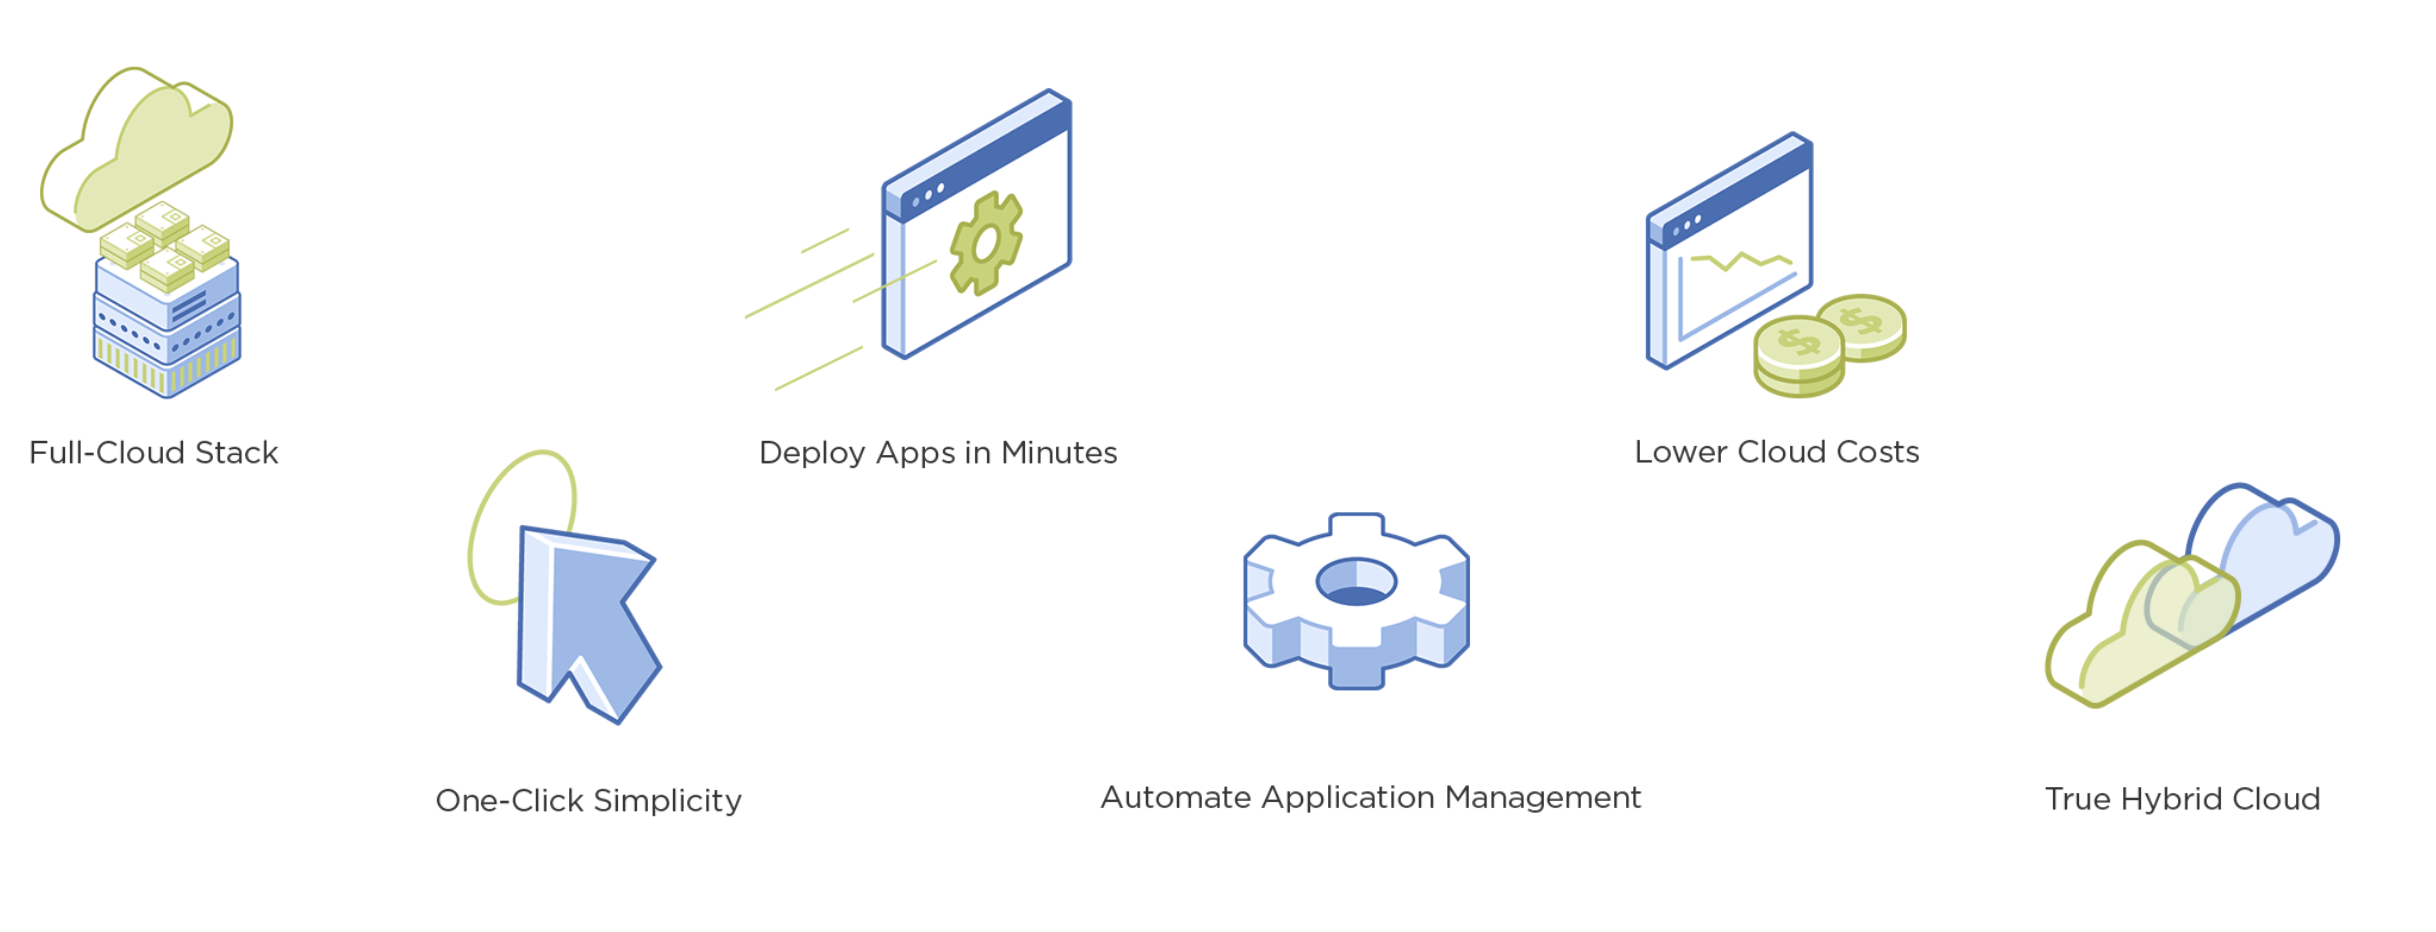 Full-Cloud Stack
Deploy Apps in Minutes
Lower Cloud Costs
One-Click Simplicity
Automate Application Management
True Hybrid Cloud